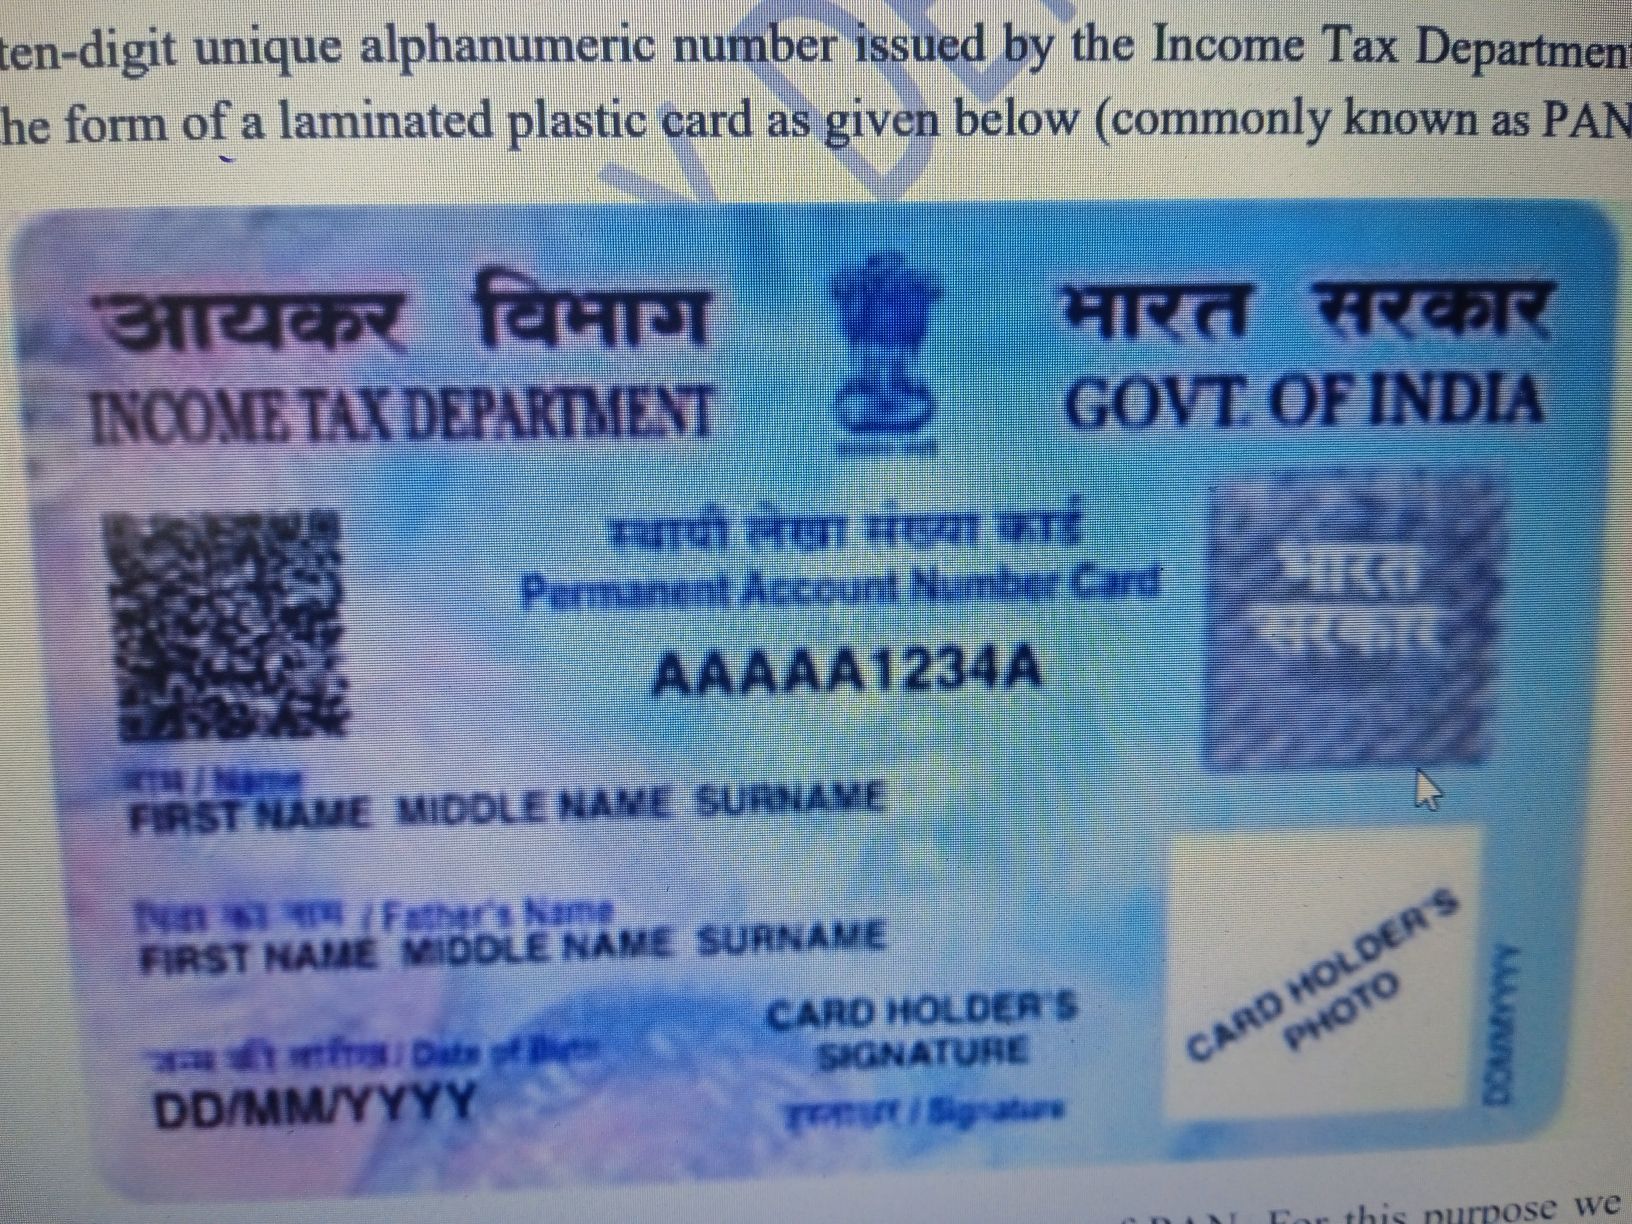 ten-digit unique alphanumeric number issued by the Income Tax Department
he form of a laminated plastic card as given below (commonly known as PAN
आयकर विभाग
INCOME TAX DEPARTMENT
भारत सरकार
GOVT. OF INDIA
स्थायी लेखा संख्या कार्ड
Permanent Account Number Card
AAAAA1234A
भारत
सरकार
नाम / Name
FIRST NAME MIDDLE NAME SURNAME
पिता का नाम / Father's Name
FIRST NAME MIDDLE NAME SURNAME
जन्म की तारीख / Date of Birth
DD/MM/YYYY
CARD HOLDER'S
SIGNATURE
हस्ताक्षर / Signature
CARD HOLDER'S
PHOTO
DDMMYYYY
PAN. For this purpose we